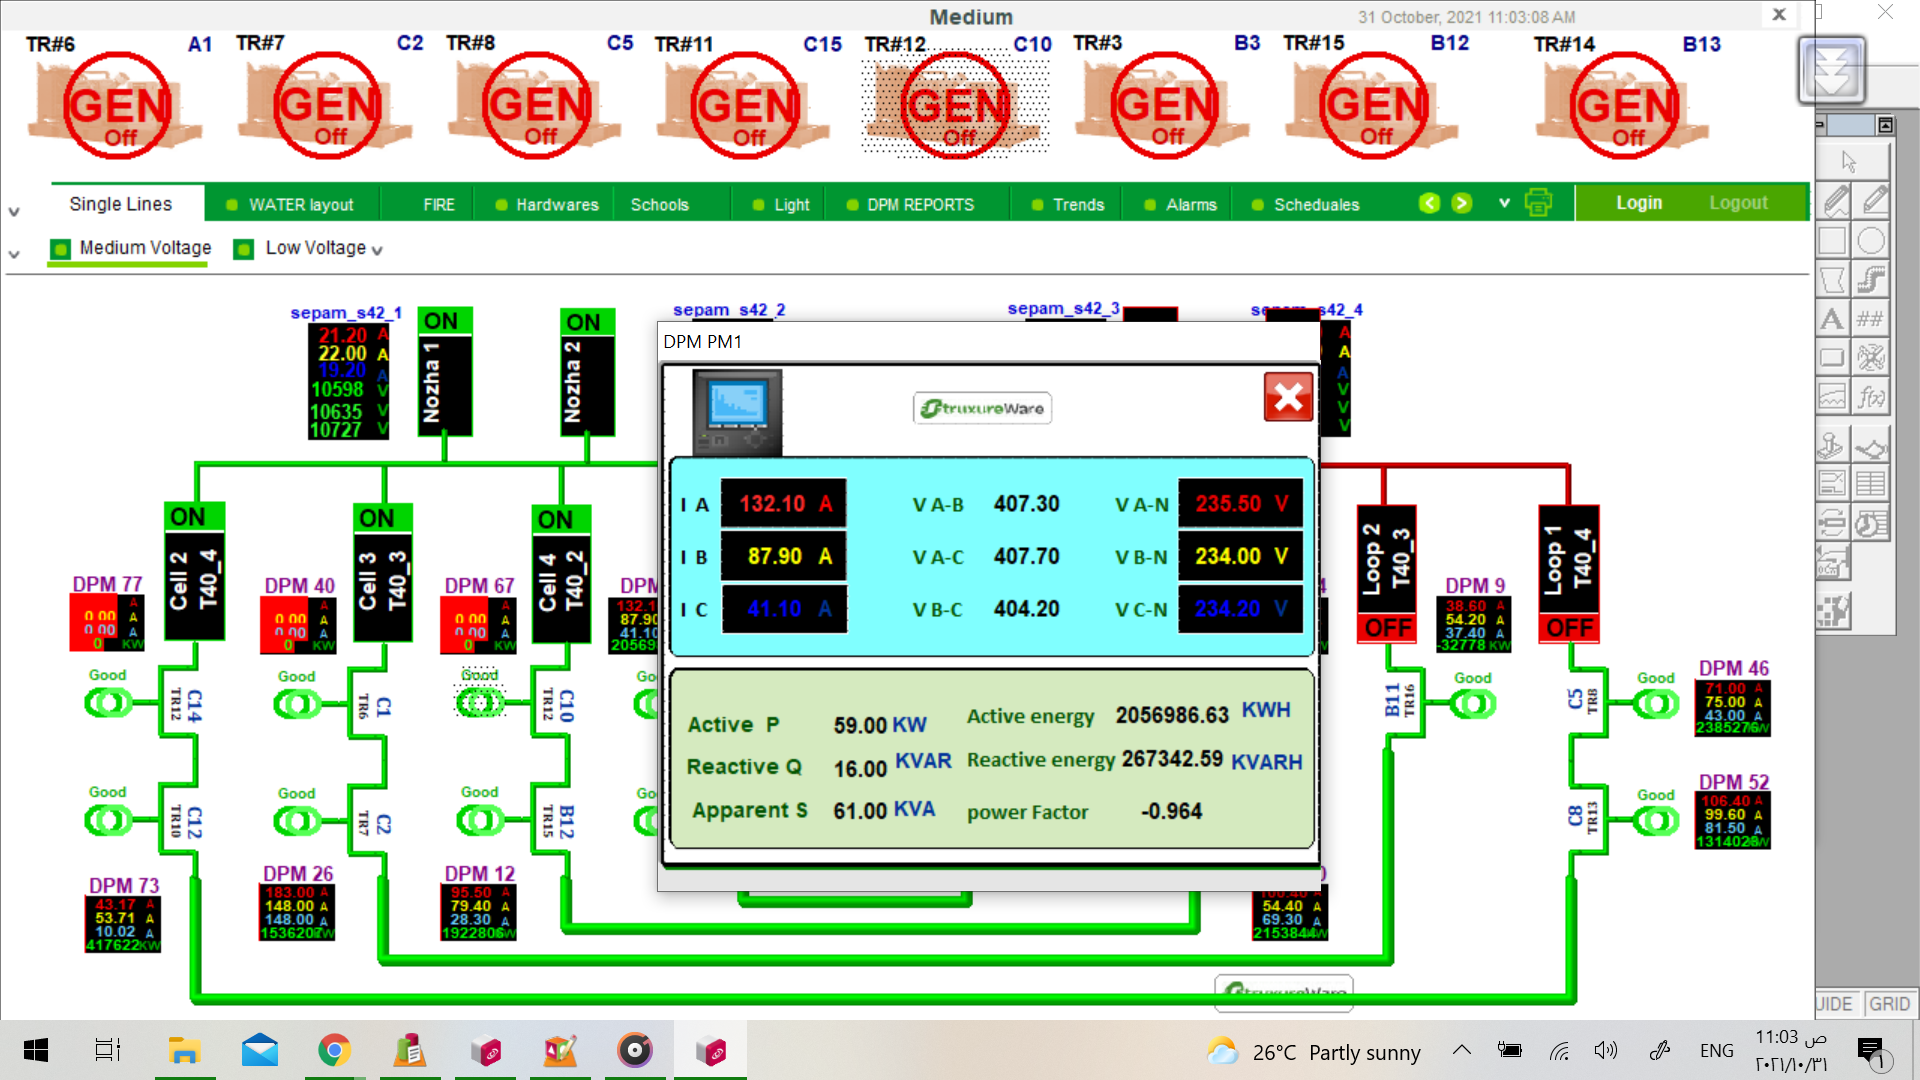 Medium
31 October, 2021 11:03:08 AM
TR#6 A1 TR#7 C2 TR#8 C5 TR#11 C15 TR#12 C10 TR#3 B3 TR#15 B12 TR#14 B13
GEN GEN GEN GEN GEN GEN GEN GEN
Off Off Off Off Off Off Off Off
Single Lines WATER layout FIRE Hardwares Schools Light DPM REPORTS Trends Alarms Scheduales Login Logout
Medium Voltage Low Voltage
sepam_s42_1 sepam_s42_2 sepam_s42_3 sepam_s42_4
ON ON
Nozha 1
Nozha 2
21.20 A
22.00 A
19.20 A
10598 V
10635 V
10727 V
A
A
A
V
V
V
DPM PM1
StruxureWare
I A 132.10 A V A-B 407.30 V A-N 235.50 V
I B 87.90 A V A-C 407.70 V B-N 234.00 V
I C 41.10 A V B-C 404.20 V C-N 234.20 V
Active P 59.00 KW Active energy 2056986.63 KWH
Reactive Q 16.00 KVAR Reactive energy 267342.59 KVARH
Apparent S 61.00 KVA power Factor -0.964
ON ON ON
Cell 2
T40_4
Cell 3
T40_3
Cell 4
T40_2
Loop 2
T40_3
OFF
Loop 1
T40_4
OFF
DPM 77
0.00 A
0.00 A
0 KW
DPM 40
0.00 A
0.00 A
0 KW
DPM 67
0.00 A
0.00 A
0 KW
DPM
132.1
87.90
41.10
20569
DPM 9
38.60 A
54.20 A
37.40 A
-32778 KW
DPM 46
71.00 A
75.00 A
43.00 A
2385276
DPM 52
106.40 A
99.60 A
81.50 A
1314028
Good Good Good Go Good Good
C14
TR12
C1
TR6
C10
TR12
B11
TR16
C5
TR8
Good Good Good Go Good
C12
TR10
C2
TR7
B12
TR15
C8
TR13
DPM 73
43.17 A
53.71 A
10.02 A
417622KW
DPM 26
183.00 A
148.00 A
148.00 A
1536207
DPM 12
95.50 A
79.40 A
28.30 A
1922806
54.40 A
69.30 A
2153844
StruxureWare
UIDE GRID
26°C Partly sunny
ENG
11:03 ص
٢٠٢١/١٠/٣١
١